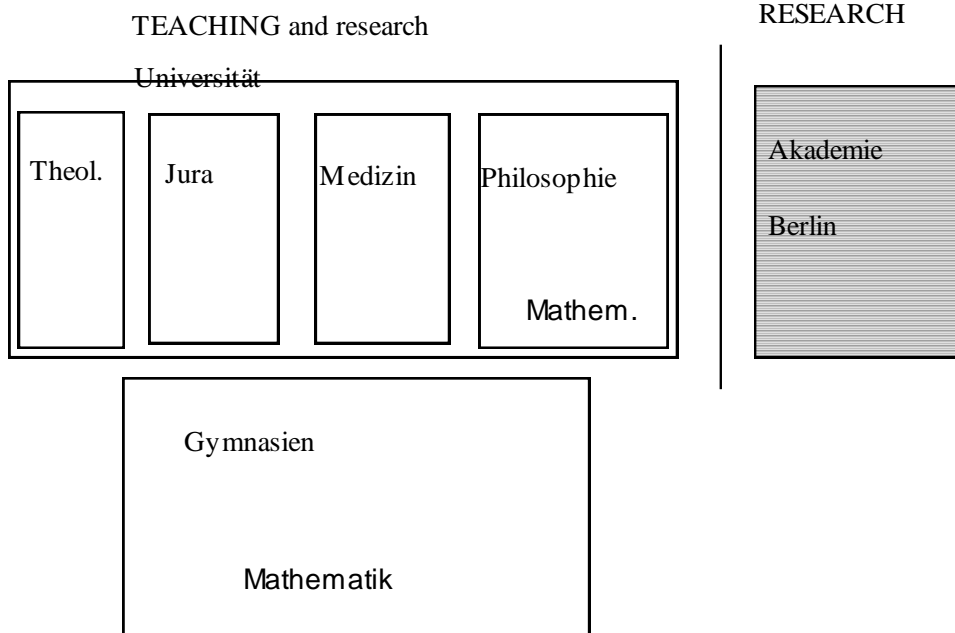 TEACHING and research
RESEARCH
Universität
Theol.
Jura
Medizin
Philosophie
Mathem.
Akademie
Berlin
Gymnasien
Mathematik